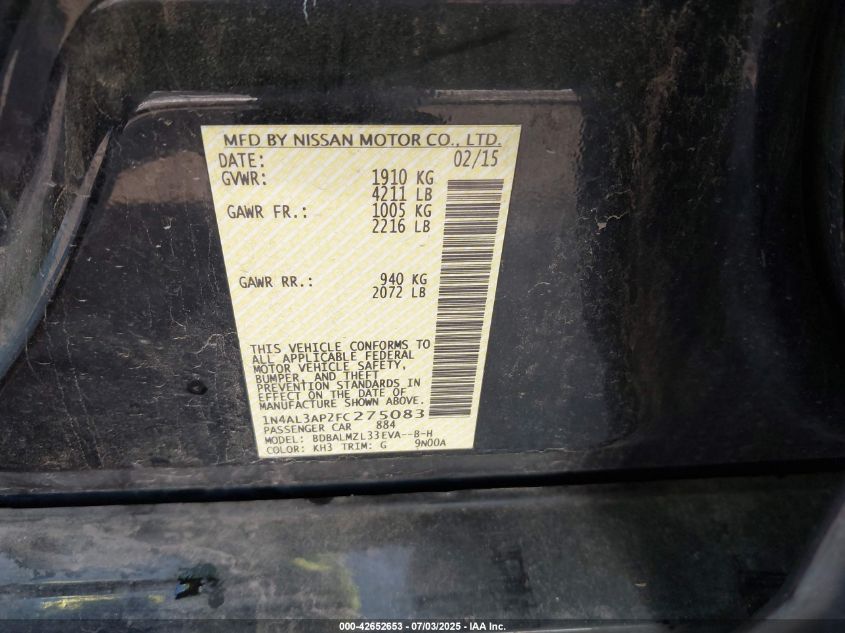 MFD BY NISSAN MOTOR CO., LTD.
DATE: 02/15
GVWR: 1910 KG
4211 LB
GAWR FR.: 1005 KG
2216 LB
GAWR RR.: 940 KG
2072 LB
THIS VEHICLE CONFORMS TO
ALL APPLICABLE FEDERAL
MOTOR VEHICLE SAFETY,
BUMPER, AND THEFT
PREVENTION STANDARDS IN
EFFECT ON THE DATE OF
MANUFACTURE SHOWN ABOVE.
1N4AL3AP2FC275083
PASSENGER CAR 884
MODEL: BDBALMZL33EVA--B-H
COLOR: KH3 TRIM: G 9N00A
000-42652653 - 07/03/2025 - IAA Inc.